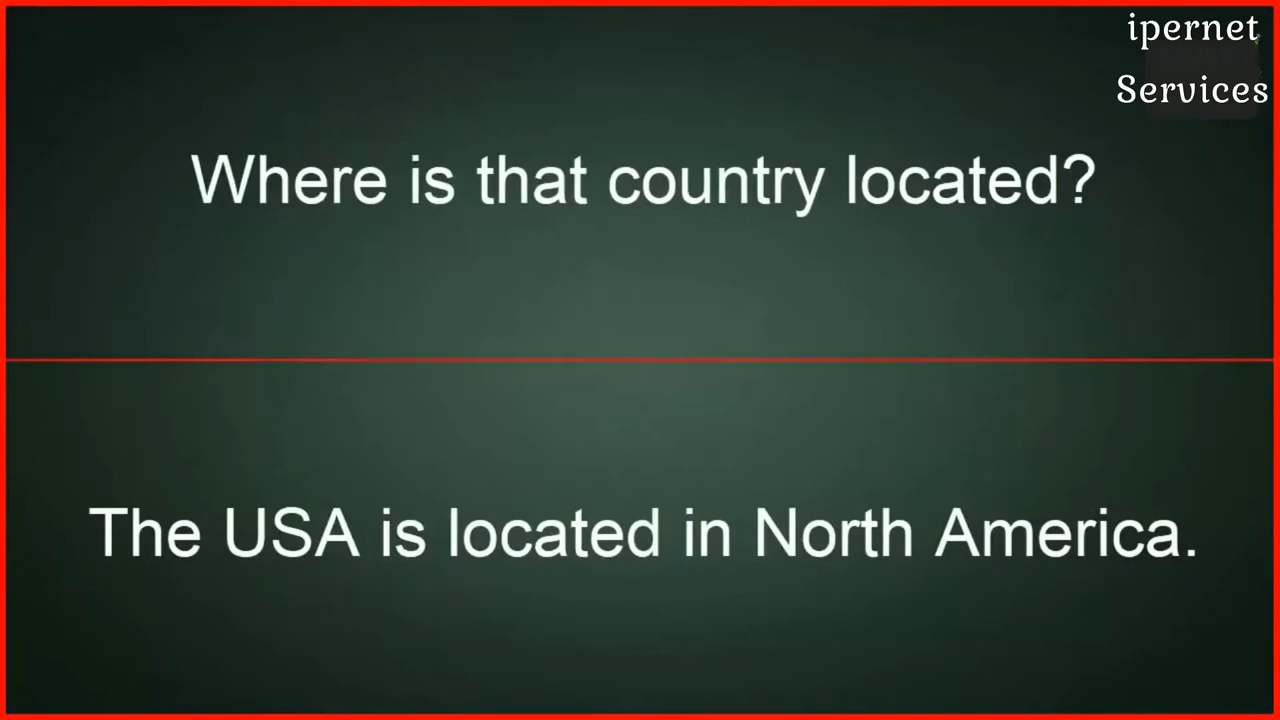 ipernet
Services
Where is that country located?
The USA is located in North America.